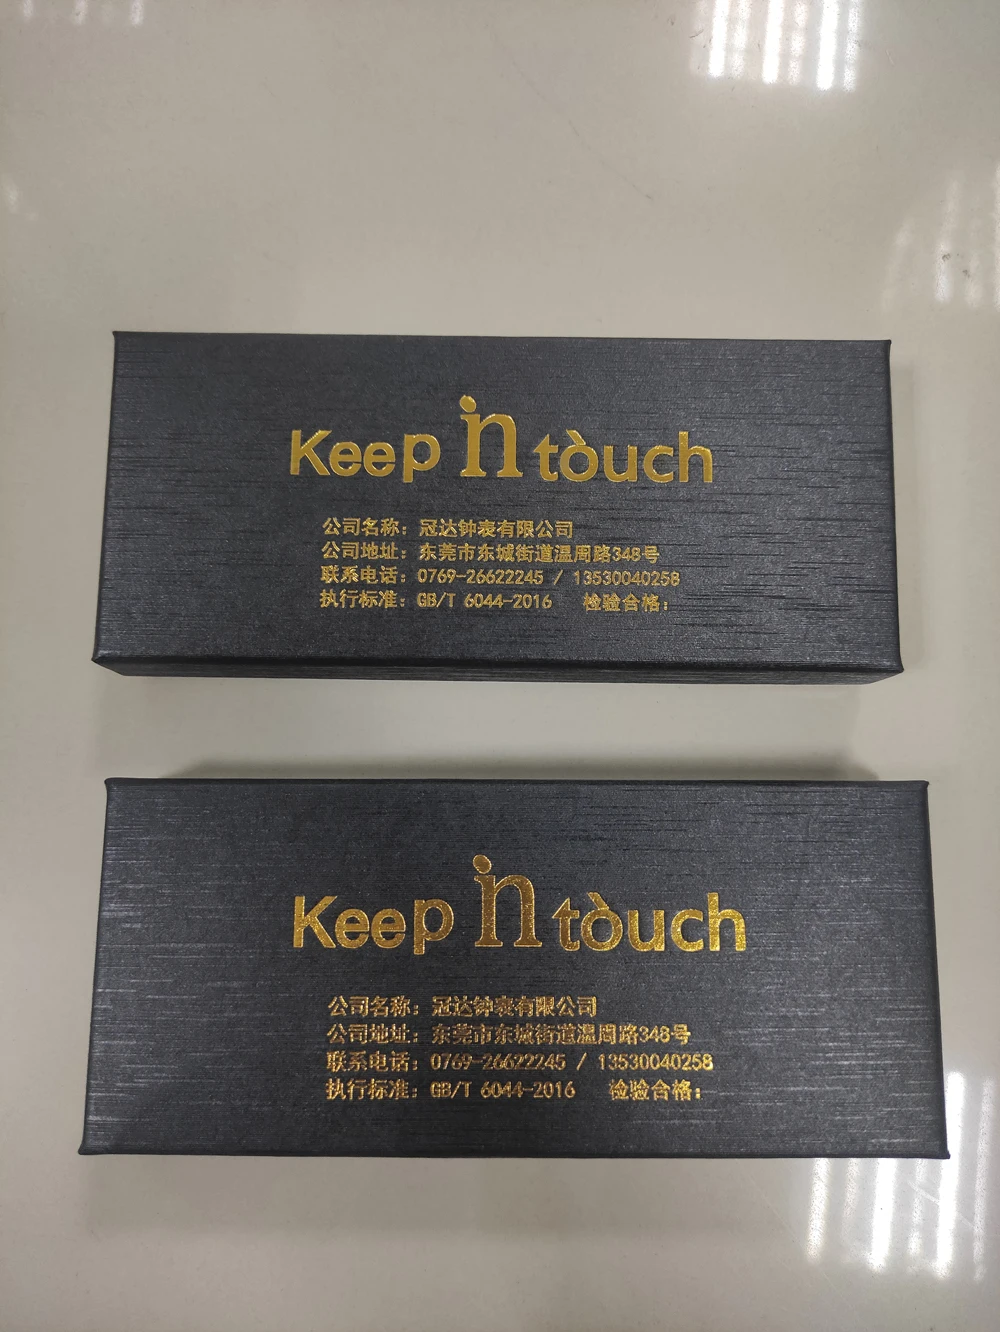 Keep in tòuch
公司名称：冠达钟表有限公司
公司地址：东莞市东城街道温周路348号
联系电话：0769-26622245 / 13530040258
执行标准：GB/T 6044-2016 检验合格：
Keep in tòuch
公司名称：冠达钟表有限公司
公司地址：东莞市东城街道温周路348号
联系电话：0769-26622245 / 13530040258
执行标准：GB/T 6044-2016 检验合格：